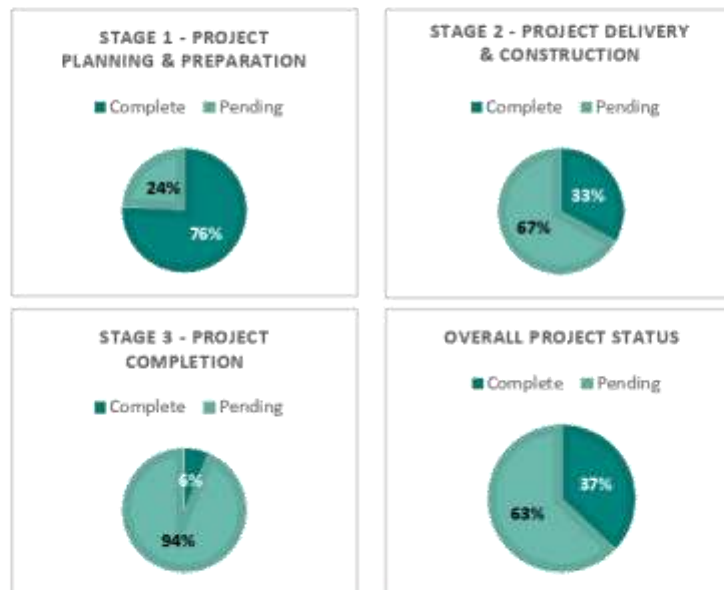 STAGE 1 - PROJECT
PLANNING & PREPARATION
Complete Pending
24%
76%
STAGE 2 - PROJECT DELIVERY
& CONSTRUCTION
Complete Pending
33%
67%
STAGE 3 - PROJECT
COMPLETION
Complete Pending
6%
94%
OVERALL PROJECT STATUS
Complete Pending
37%
63%